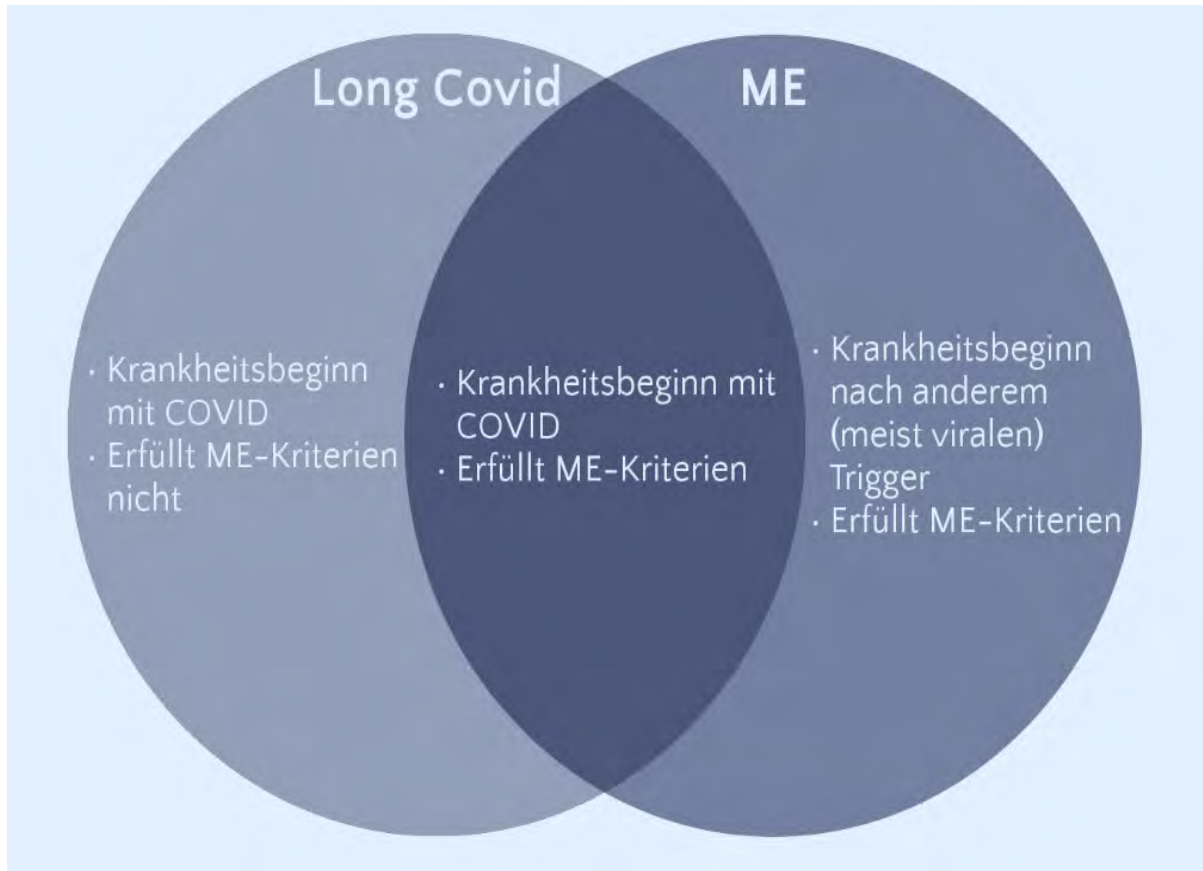 Long Covid
ME
· Krankheitsbeginn
mit COVID
· Erfüllt ME-Kriterien
nicht
· Krankheitsbeginn mit
COVID
· Erfüllt ME-Kriterien
· Krankheitsbeginn
nach anderem
(meist viralen)
Trigger
· Erfüllt ME-Kriterien